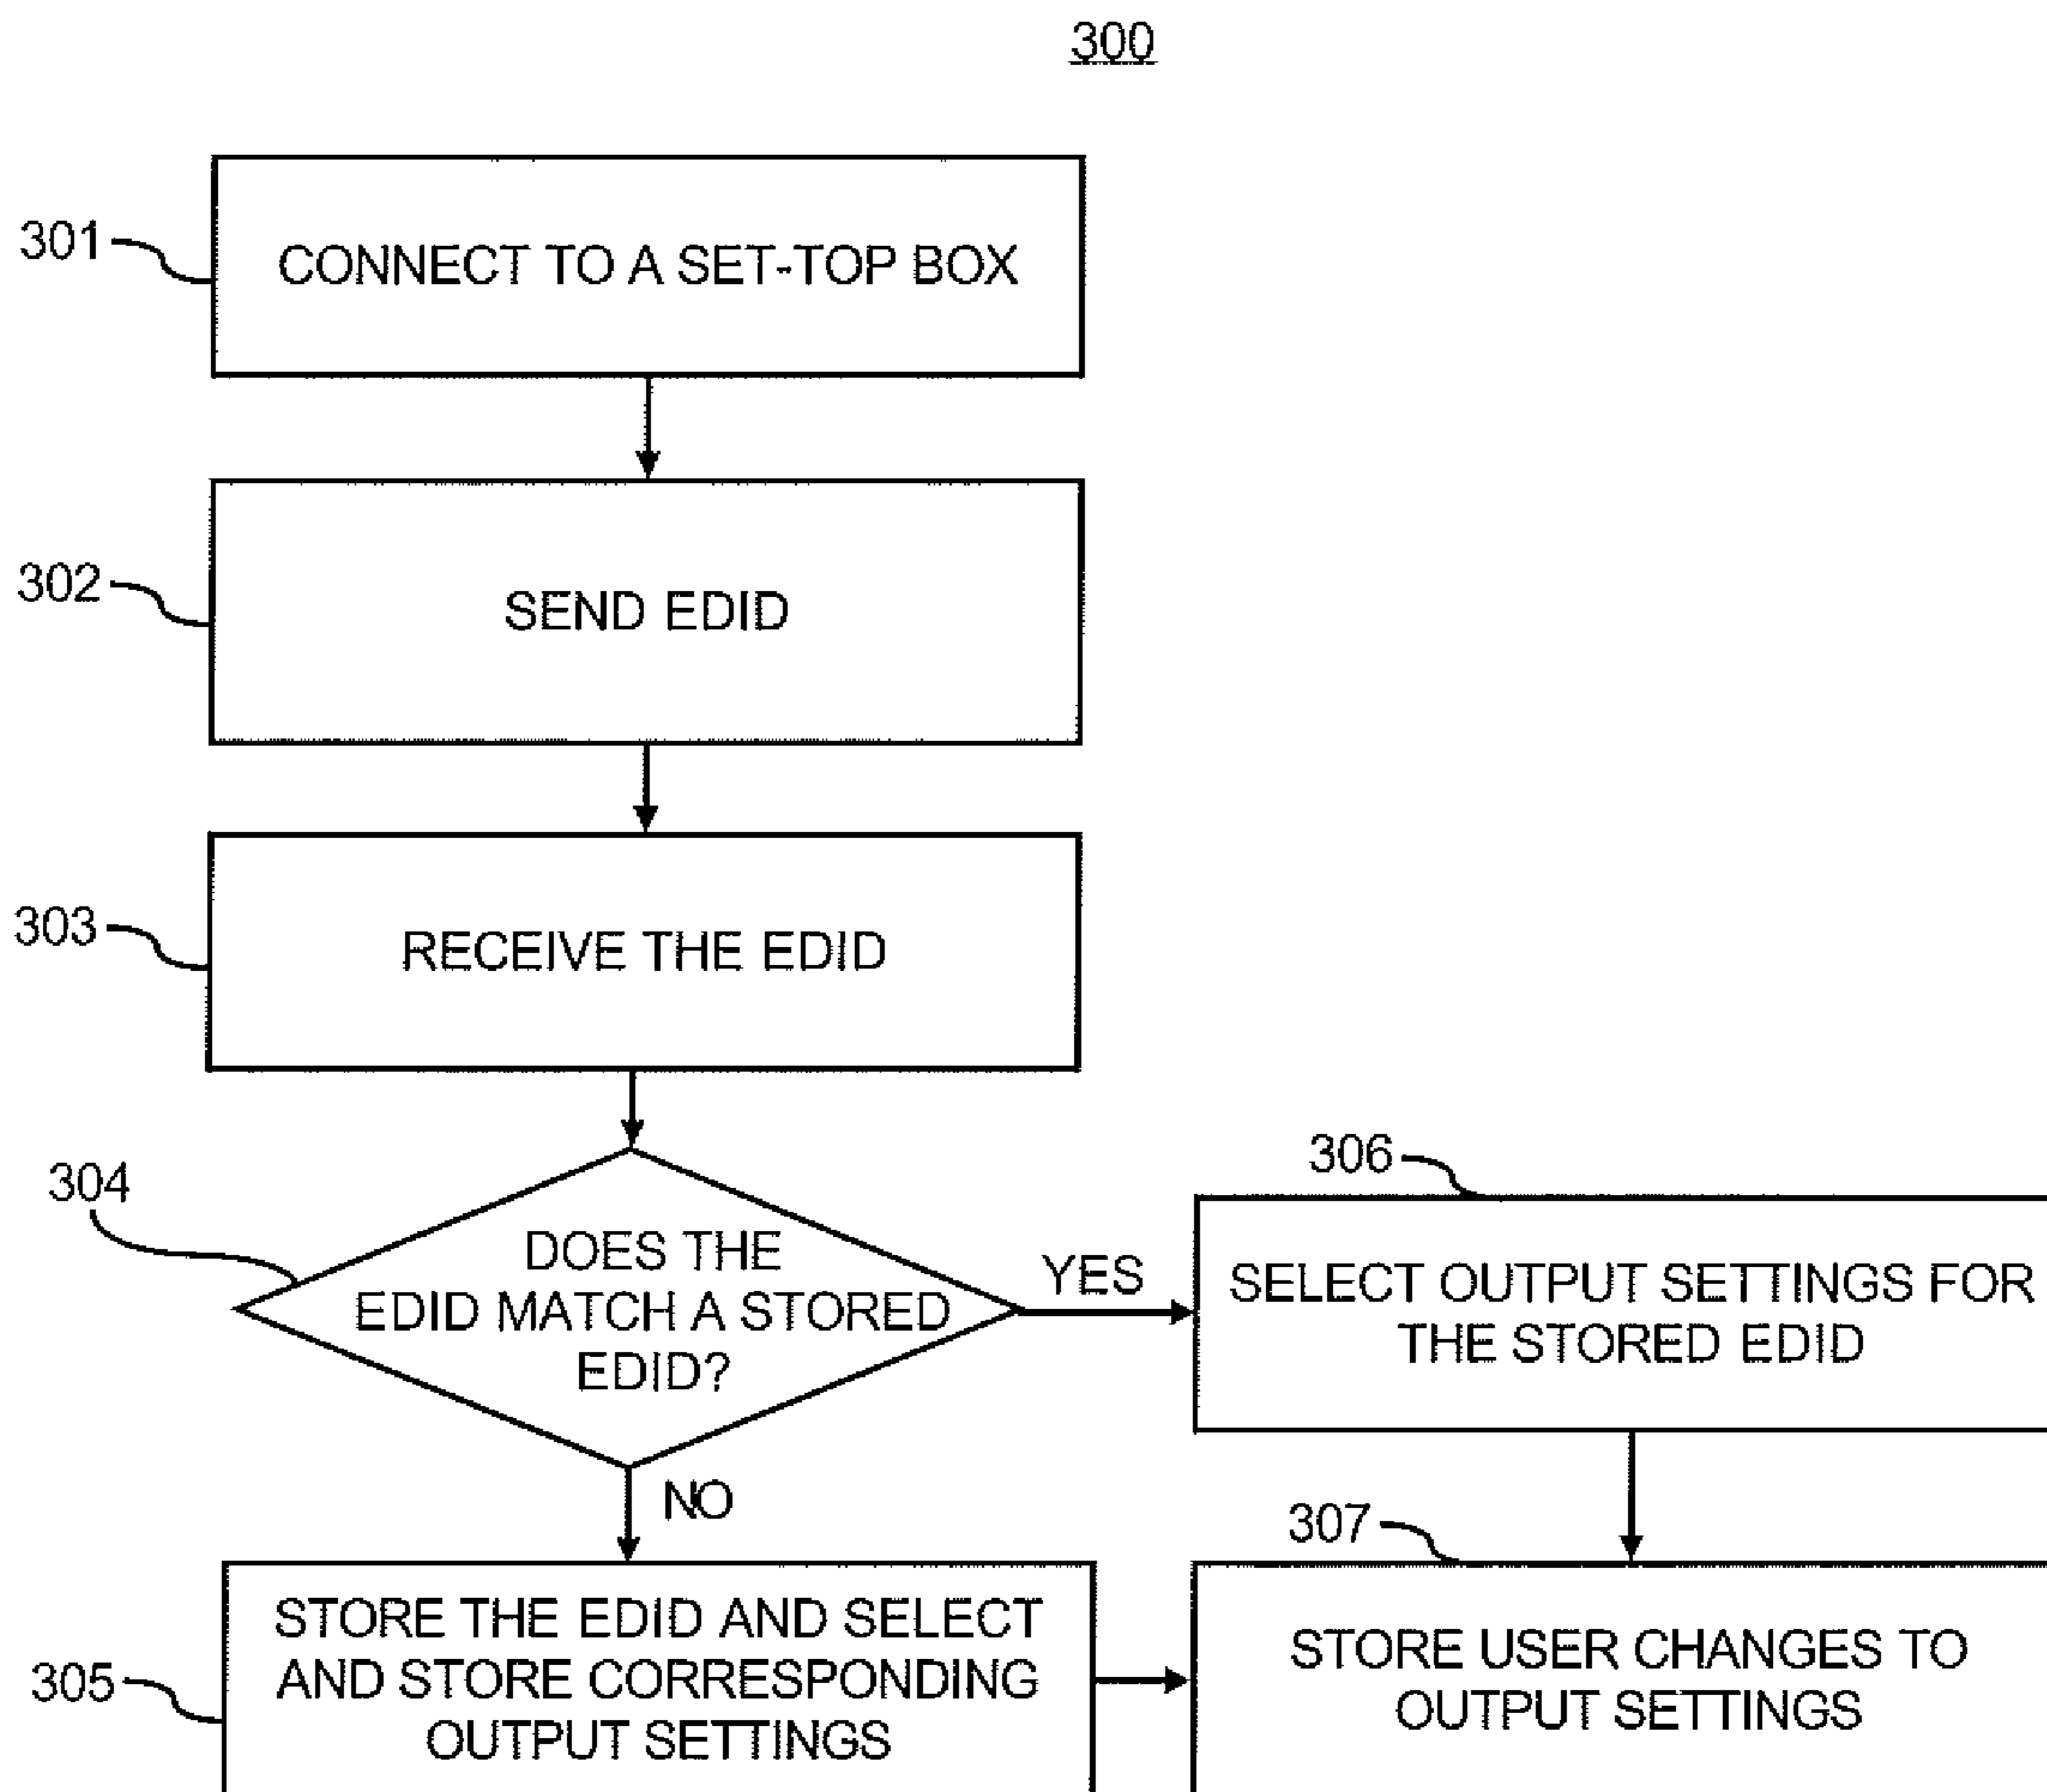 300
301
CONNECT TO A SET-TOP BOX
302
SEND EDID
303
RECEIVE THE EDID
304
DOES THE
EDID MATCH A STORED
EDID?
YES
306
SELECT OUTPUT SETTINGS FOR
THE STORED EDID
NO
305
STORE THE EDID AND SELECT
AND STORE CORRESPONDING
OUTPUT SETTINGS
307
STORE USER CHANGES TO
OUTPUT SETTINGS